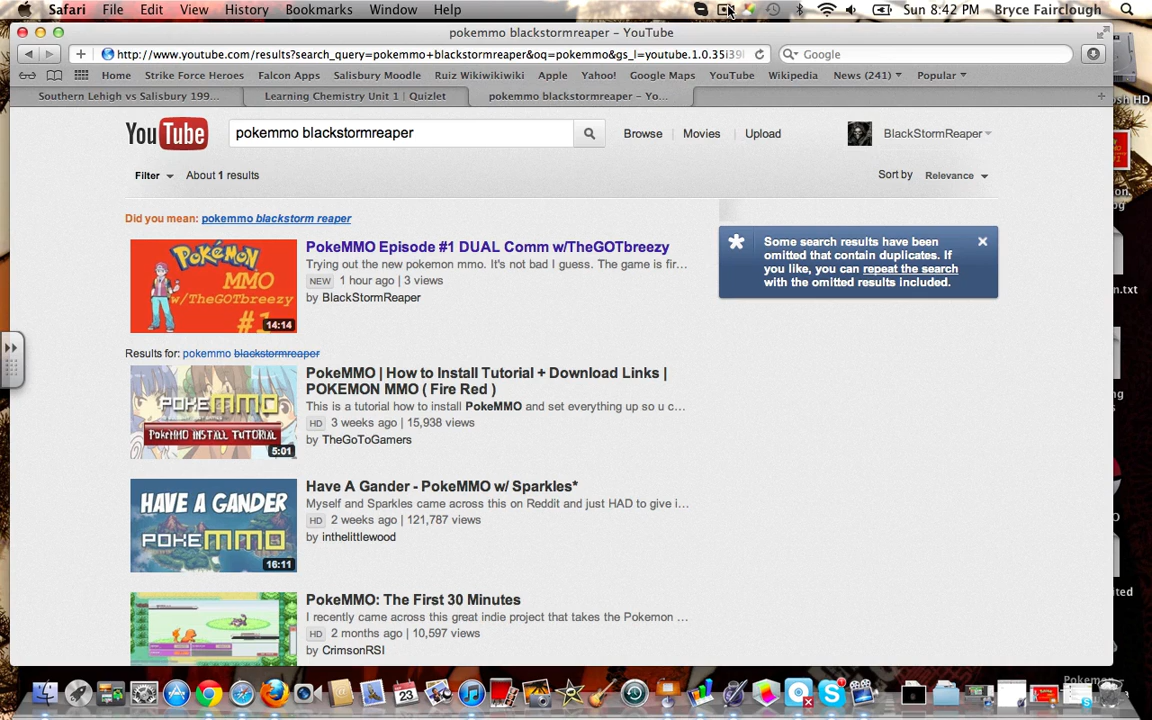 Safari File Edit View History Bookmarks Window Help Sun 8:42 PM Bryce Fairclough
pokemmo blackstormreaper – YouTube
http://www.youtube.com/results?search_query=pokemmo+blackstormreaper&oq=pokemmo&gs_l=youtube.1.0.35i39l Google
Home Strike Force Heroes Falcon Apps Salisbury Moodle Ruiz Wikiwikiwiki Apple Yahoo! Google Maps YouTube Wikipedia News (241) Popular
Southern Lehigh vs Salisbury 199... Learning Chemistry Unit 1 | Quizlet pokemmo blackstormreaper – Yo...
YouTube pokemmo blackstormreaper Browse Movies Upload BlackStormReaper
Filter About 1 results Sort by Relevance
Did you mean: pokemmo blackstorm reaper
Pokémon
MMO
w/TheGOTbreezy
#1
14:14
PokeMMO Episode #1 DUAL Comm w/TheGOTbreezy
Trying out the new pokemon mmo. It's not bad I guess. The game is fir...
NEW 1 hour ago | 3 views
by BlackStormReaper
Some search results have been
omitted that contain duplicates. If
you like, you can repeat the search
with the omitted results included.
Results for: pokemmo blackstormreaper
POKEMMO
POKEMMO INSTALL TUTORIAL
5:01
PokeMMO | How to Install Tutorial + Download Links |
POKEMON MMO ( Fire Red )
This is a tutorial how to install PokeMMO and set everything up so u c...
HD 3 weeks ago | 15,938 views
by TheGoToGamers
HAVE A GANDER
POKEMMO
16:11
Have A Gander - PokeMMO w/ Sparkles*
Myself and Sparkles came across this on Reddit and just HAD to give i...
HD 2 weeks ago | 121,787 views
by inthelittlewood
PokeMMO: The First 30 Minutes
I recently came across this great indie project that takes the Pokemon ...
HD 2 months ago | 10,597 views
by CrimsonRSI
23